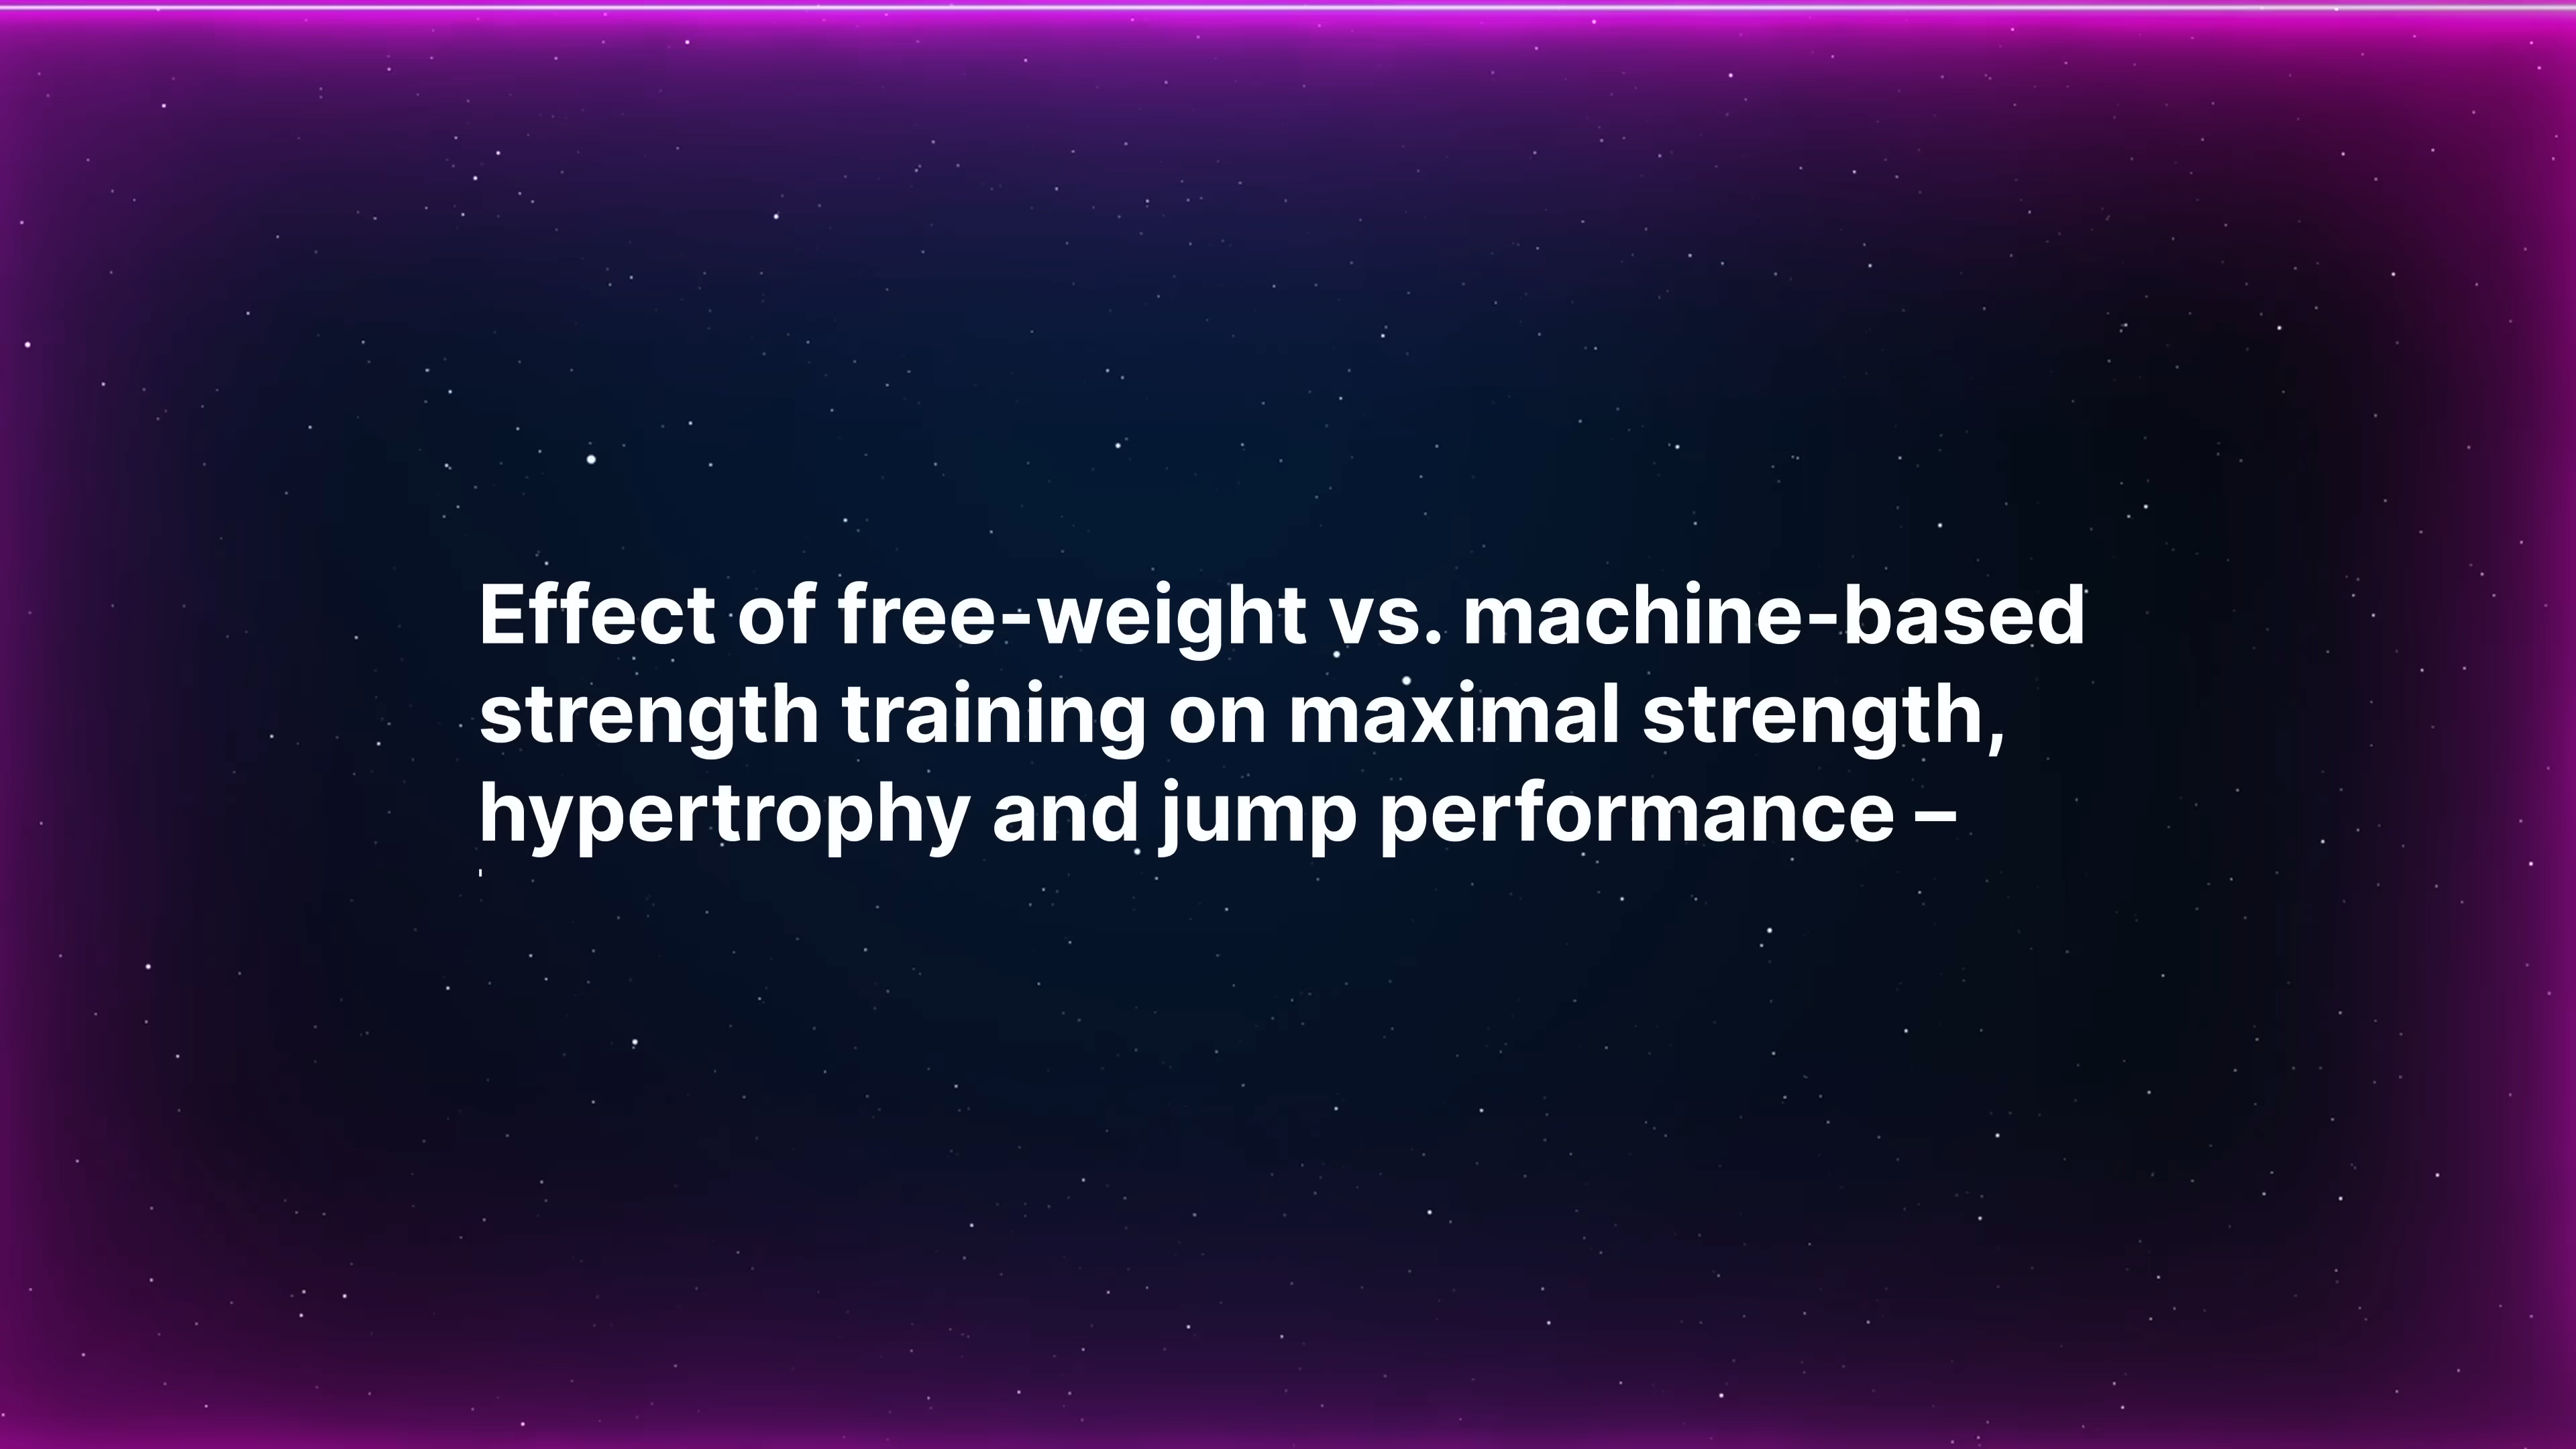 Effect of free-weight vs. machine-based
strength training on maximal strength,
hypertrophy and jump performance –